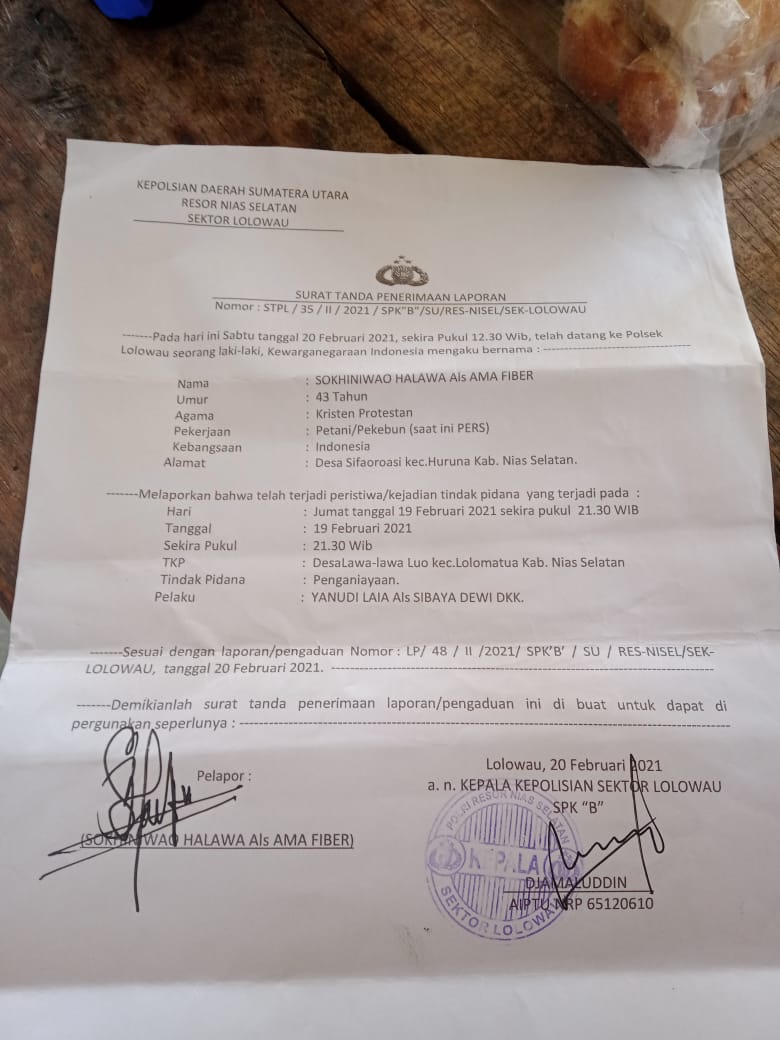 KEPOLSIAN DAERAH SUMATERA UTARA
RESOR NIAS SELATAN
SEKTOR LOLOWAU
SURAT TANDA PENERIMAAN LAPORAN
Nomor : STPL / 35 / II / 2021 / SPK"B"/SU/RES-NISEL/SEK-LOLOWAU
-------Pada hari ini Sabtu tanggal 20 Februari 2021, sekira Pukul 12.30 Wib, telah datang ke Polsek
Lolowau seorang laki-laki, Kewarganegaraan Indonesia mengaku bernama : ------------------------------
Nama : SOKHINIWAO HALAWA Als AMA FIBER
Umur : 43 Tahun
Agama : Kristen Protestan
Pekerjaan : Petani/Pekebun (saat ini PERS)
Kebangsaan : Indonesia
Alamat : Desa Sifaoroasi kec.Huruna Kab. Nias Selatan.
-------Melaporkan bahwa telah terjadi peristiwa/kejadian tindak pidana yang terjadi pada :
Hari : Jumat tanggal 19 Februari 2021 sekira pukul 21.30 WIB
Tanggal : 19 Februari 2021
Sekira Pukul : 21.30 Wib
TKP : DesaLawa-lawa Luo kec.Lolomatua Kab. Nias Selatan
Tindak Pidana : Penganiayaan.
Pelaku : YANUDI LAIA Als SIBAYA DEWI DKK.
-------Sesuai dengan laporan/pengaduan Nomor : LP/ 48 / II /2021/ SPK'B' / SU / RES-NISEL/SEK-
LOLOWAU, tanggal 20 Februari 2021. ------------------------------------------------------------
-------Demikianlah surat tanda penerimaan laporan/pengaduan ini di buat untuk dapat di
pergunakan seperlunya : ------------------------------------------------------------------------
Pelapor :
(SOKHINIWAO HALAWA Als AMA FIBER)
Lolowau, 20 Februari 2021
a. n. KEPALA KEPOLISIAN SEKTOR LOLOWAU
SPK "B"
POLRI RESOR NIAS SELATAN
KEPALA
SEKTOR LOLOWAU
DJAMALUDDIN
AIPTU NRP 65120610